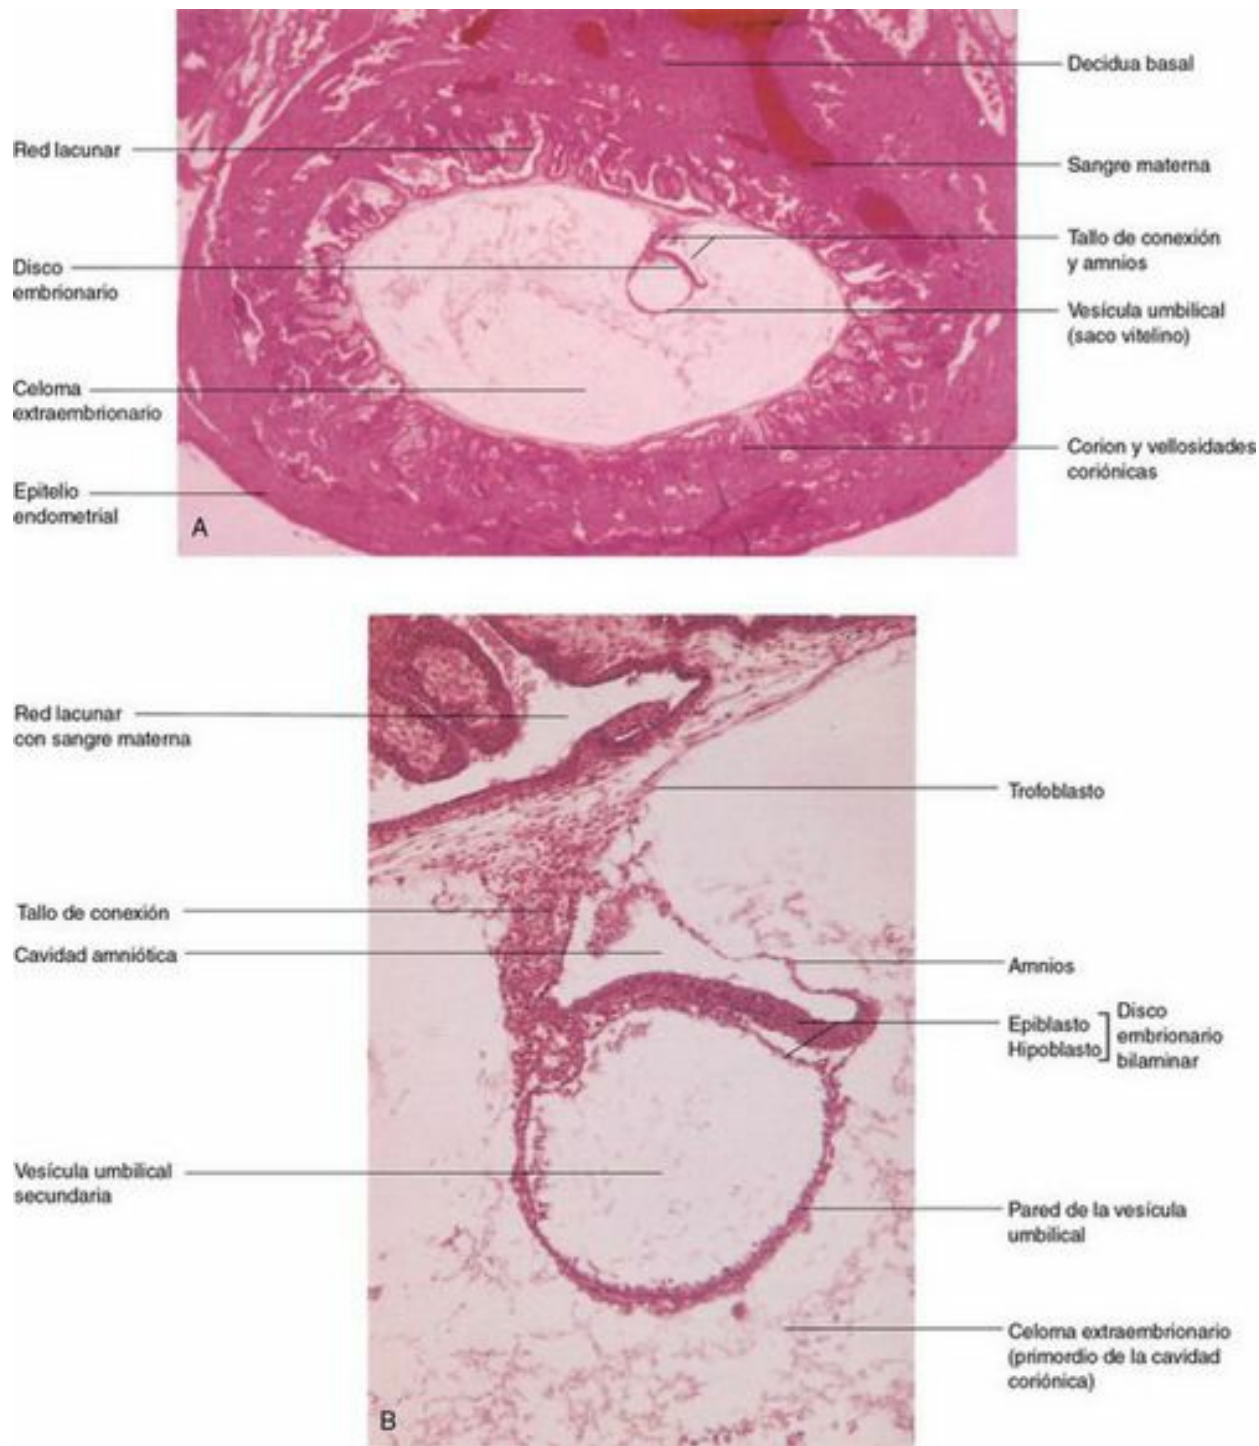 Decidua basal
Red lacunar
Sangre materna
Tallo de conexión
y amnios
Disco
embrionario
Vesícula umbilical
(saco vitelino)
Celoma
extraembrionario
Corion y vellosidades
coriónicas
Epitelio
endometrial
A
Red lacunar
con sangre materna
Trofoblasto
Tallo de conexión
Cavidad amniótica
Amnios
Epiblasto
Hipoblasto
Disco
embrionario
bilaminar
Vesícula umbilical
secundaria
Pared de la vesícula
umbilical
Celoma extraembrionario
(primordio de la cavidad
coriónica)
B